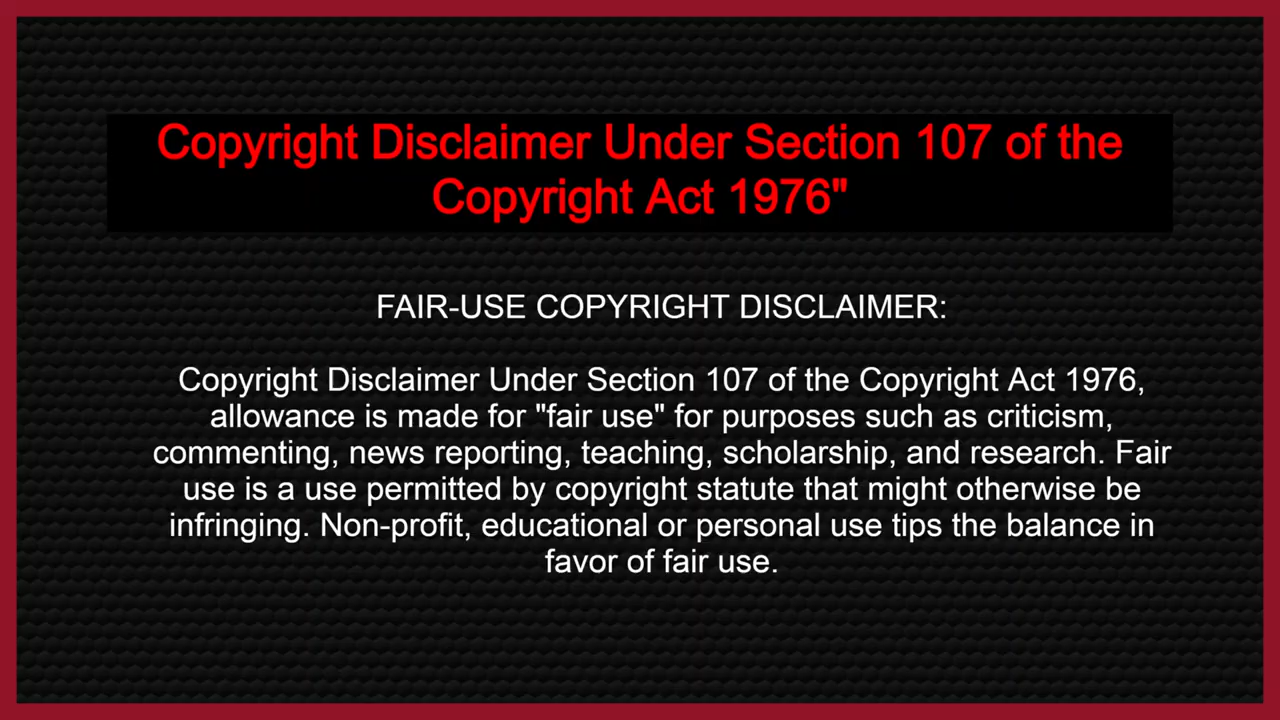 Copyright Disclaimer Under Section 107 of the
Copyright Act 1976"
FAIR-USE COPYRIGHT DISCLAIMER:
Copyright Disclaimer Under Section 107 of the Copyright Act 1976,
allowance is made for "fair use" for purposes such as criticism,
commenting, news reporting, teaching, scholarship, and research. Fair
use is a use permitted by copyright statute that might otherwise be
infringing. Non-profit, educational or personal use tips the balance in
favor of fair use.